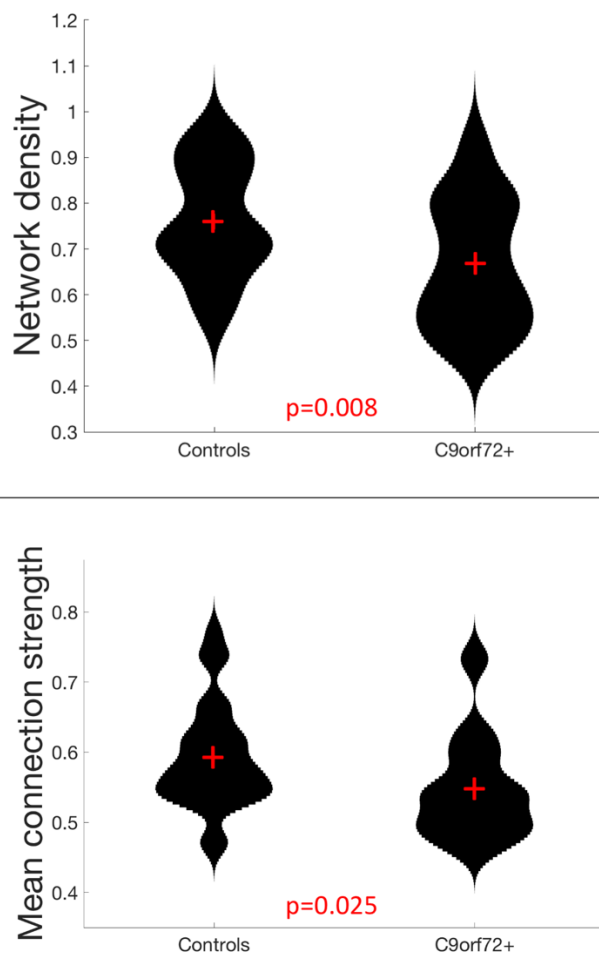 Network density
1.2
1.1
1
0.9
0.8
0.7
0.6
0.5
0.4
0.3
p=0.008
Controls C9orf72+
Mean connection strength
0.8
0.7
0.6
0.5
0.4
p=0.025
Controls C9orf72+